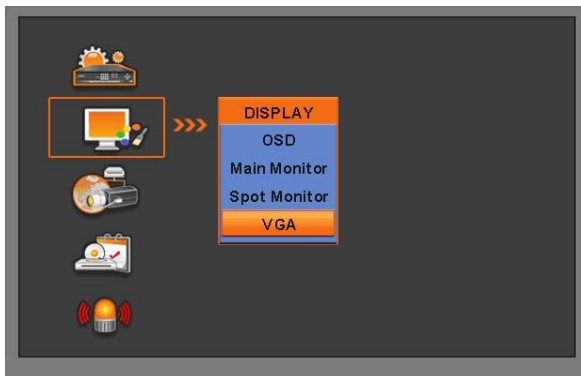 DISPLAY
OSD
Main Monitor
Spot Monitor
VGA